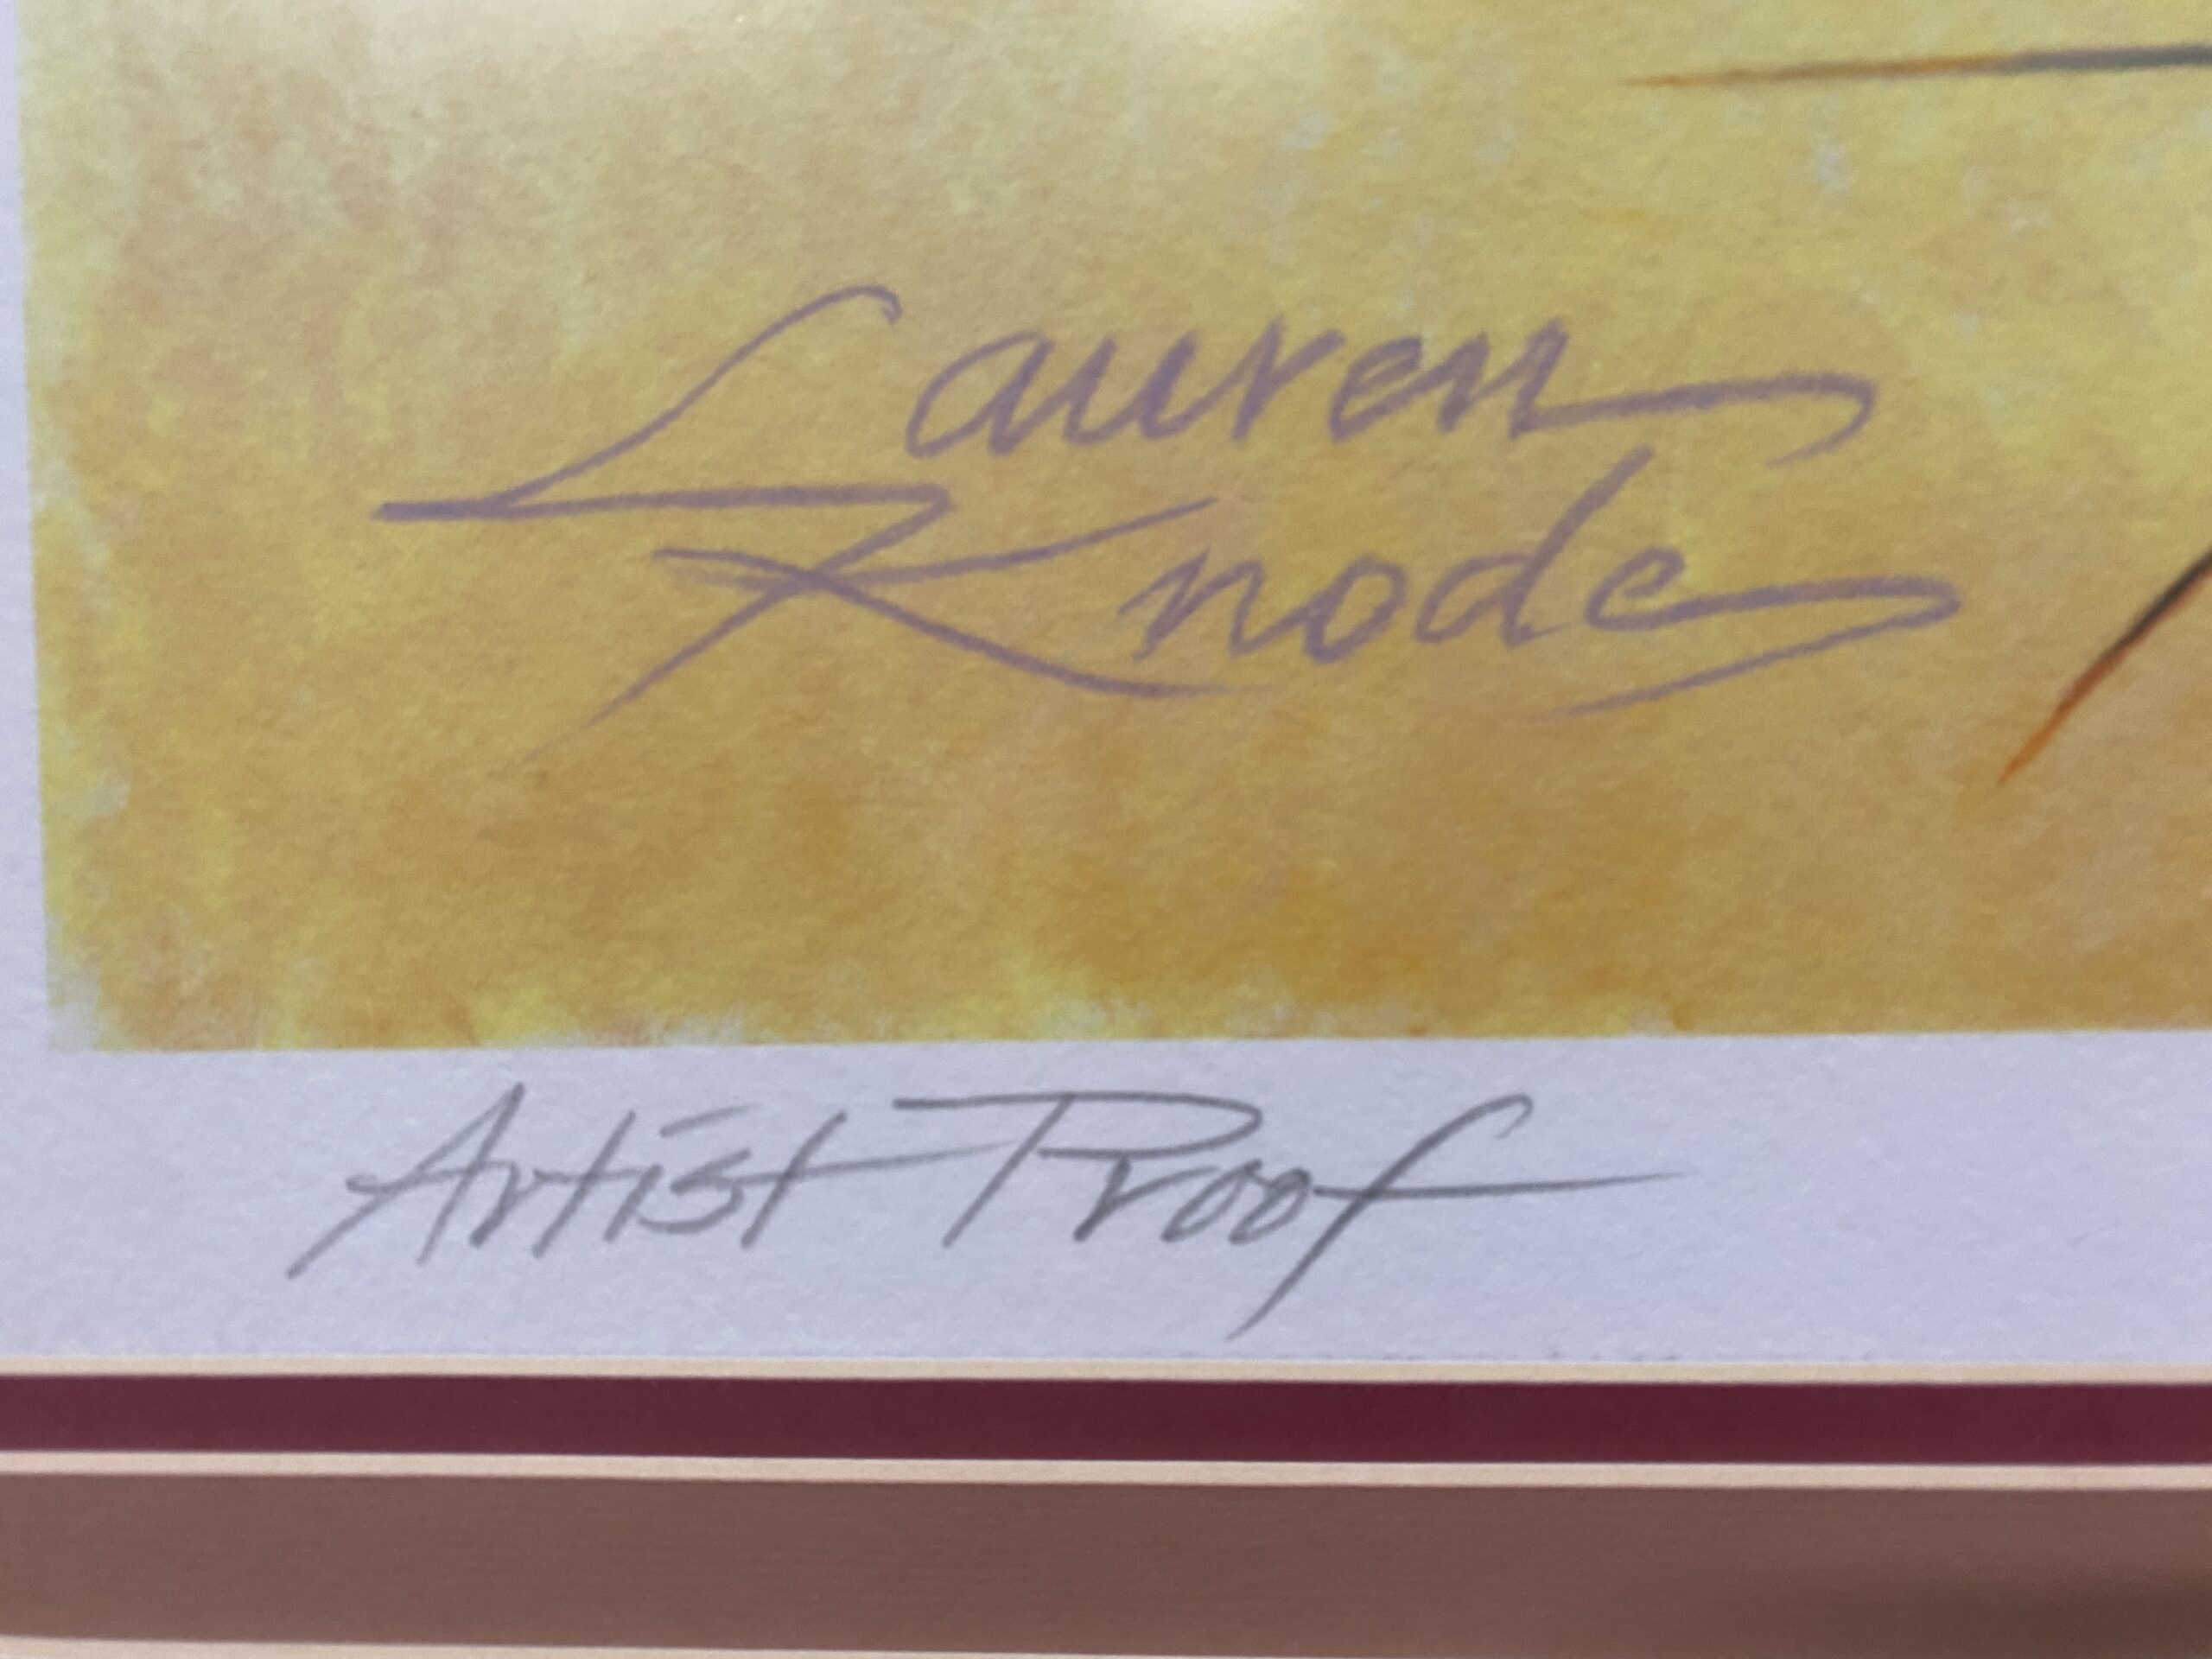 Lauren
Knode
Artist Proof